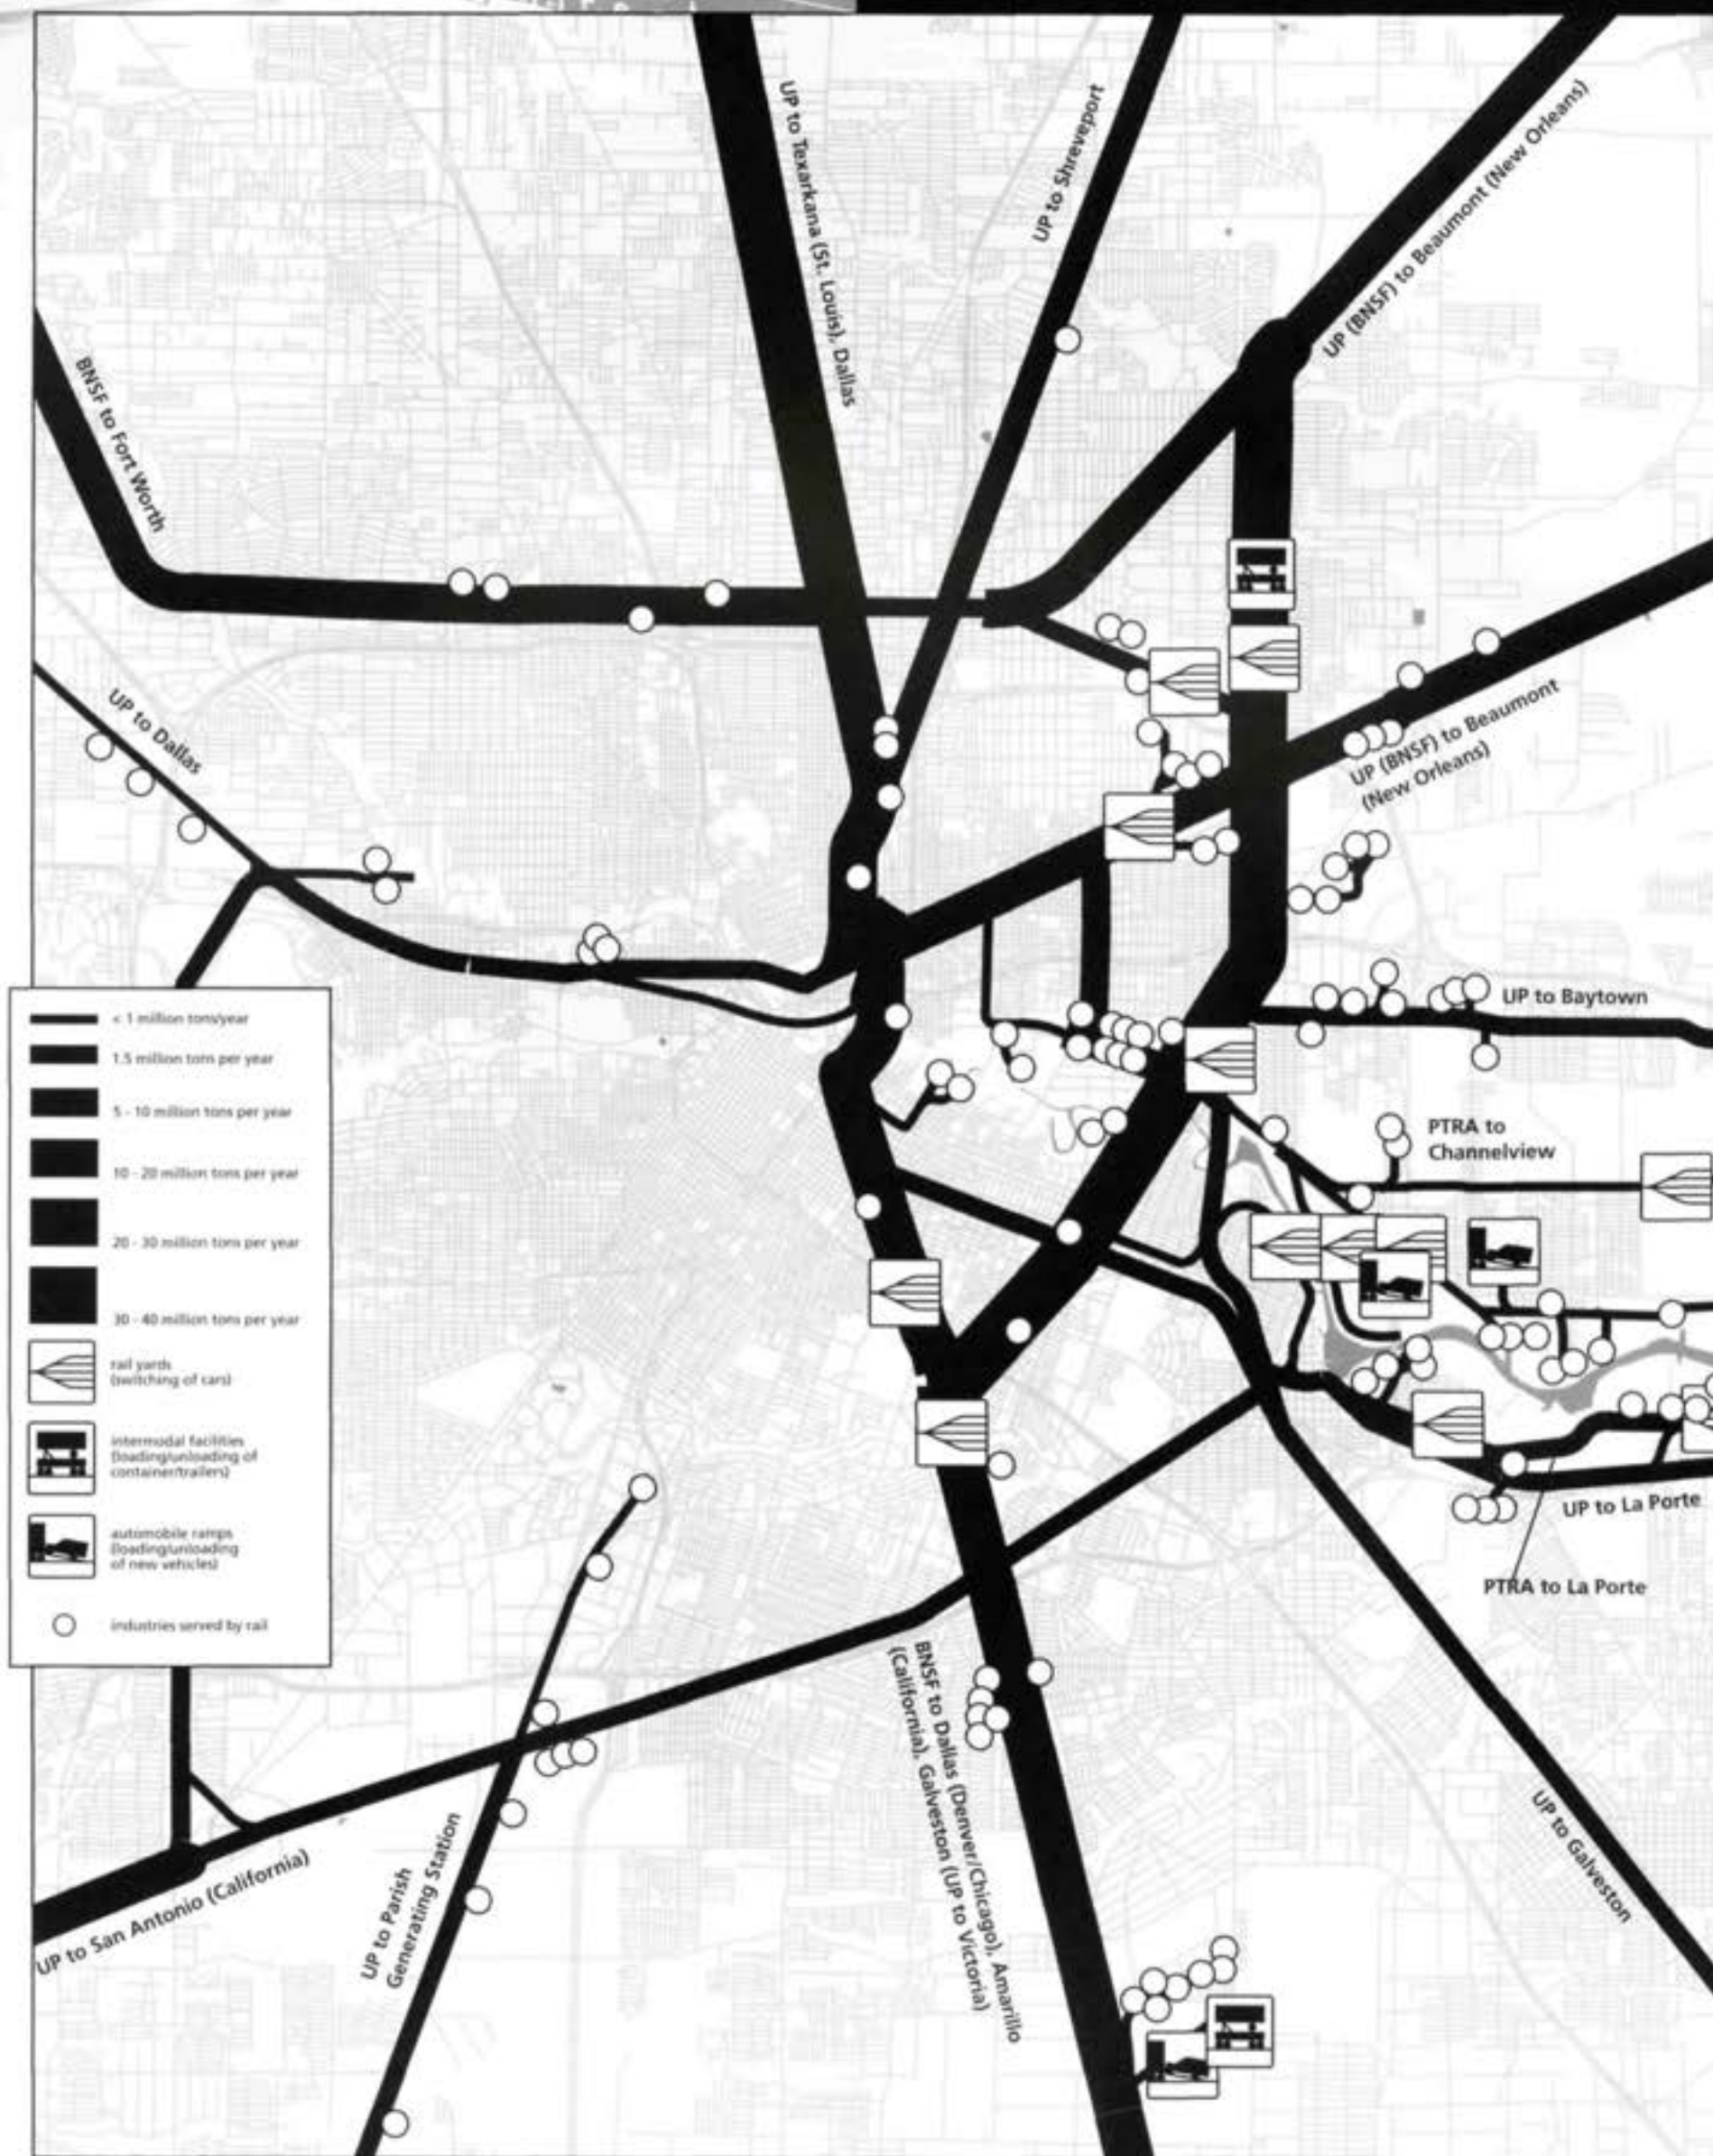 UP to Texarkana (St. Louis), Dallas
UP to Shreveport
UP (BNSF) to Beaumont (New Orleans)
BNSF to Fort Worth
UP to Dallas
UP (BNSF) to Beaumont
(New Orleans)
UP to Baytown
PTRA to
Channelview
UP to La Porte
PTRA to La Porte
UP to Galveston
BNSF to Dallas (Denver/Chicago), Amarillo
(California), Galveston (UP to Victoria)
UP to Parish
Generating Station
UP to San Antonio (California)
< 1 million tons/year
1.5 million tons per year
5 - 10 million tons per year
10 - 20 million tons per year
20 - 30 million tons per year
30 - 40 million tons per year
rail yards
(switching of cars)
intermodal facilities
(loading/unloading of
container/trailers)
automobile ramps
(loading/unloading
of new vehicles)
industries served by rail